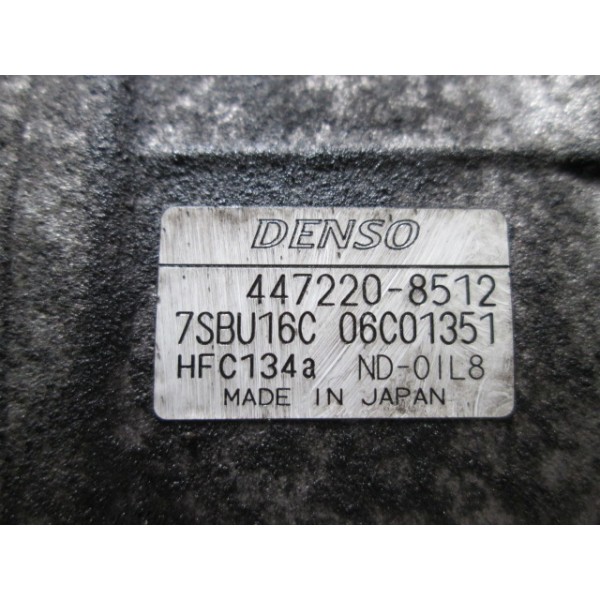 DENSO
447220-8512
7SBU16C 06C01351
HFC134a ND-OIL8
MADE IN JAPAN